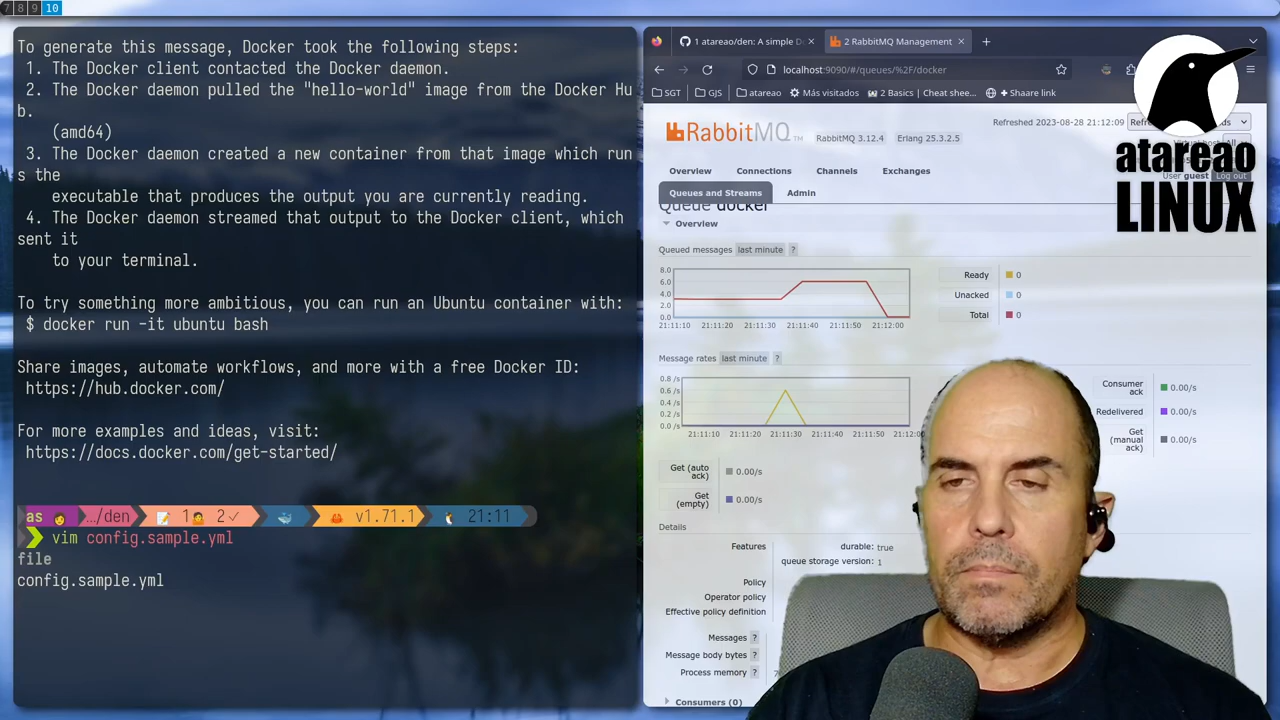 7 8 9 10
To generate this message, Docker took the following steps:
1. The Docker client contacted the Docker daemon.
2. The Docker daemon pulled the "hello-world" image from the Docker Hu
b.
(amd64)
3. The Docker daemon created a new container from that image which run
s the
executable that produces the output you are currently reading.
4. The Docker daemon streamed that output to the Docker client, which
sent it
to your terminal.
To try something more ambitious, you can run an Ubuntu container with:
$ docker run -it ubuntu bash
Share images, automate workflows, and more with a free Docker ID:
https://hub.docker.com/
For more examples and ideas, visit:
https://docs.docker.com/get-started/
as …/den 1 2 v1.71.1 21:11
vim config.sample.yml
file
config.sample.yml
1 atareao/den: A simple D
2 RabbitMQ Management
localhost:9090/#/queues/%2F/docker
SGT GJS atareao Más visitados 2 Basics | Cheat shee… + Shaare link
atareao
LINUX
Refreshed 2023-08-28 21:12:09
RabbitMQ TM RabbitMQ 3.12.4 Erlang 25.3.2.5
User guest Log out
Overview Connections Channels Exchanges
Queues and Streams Admin
Queue docker
Overview
Queued messages last minute ?
8.0
6.0
4.0
2.0
0.0
21:11:10 21:11:20 21:11:30 21:11:40 21:11:50 21:12:00
Ready 0
Unacked 0
Total 0
Message rates last minute ?
0.8 /s
0.6 /s
0.4 /s
0.2 /s
0.0 /s
21:11:10 21:11:20 21:11:30 21:11:40 21:11:50 21:12:00
Consumer
ack 0.00/s
Redelivered 0.00/s
Get
(manual
ack) 0.00/s
Get (auto
ack) 0.00/s
Get
(empty) 0.00/s
Details
Features durable: true
queue storage version: 1
Policy
Operator policy
Effective policy definition
Messages ?
Message body bytes ?
Process memory ?
Consumers (0)